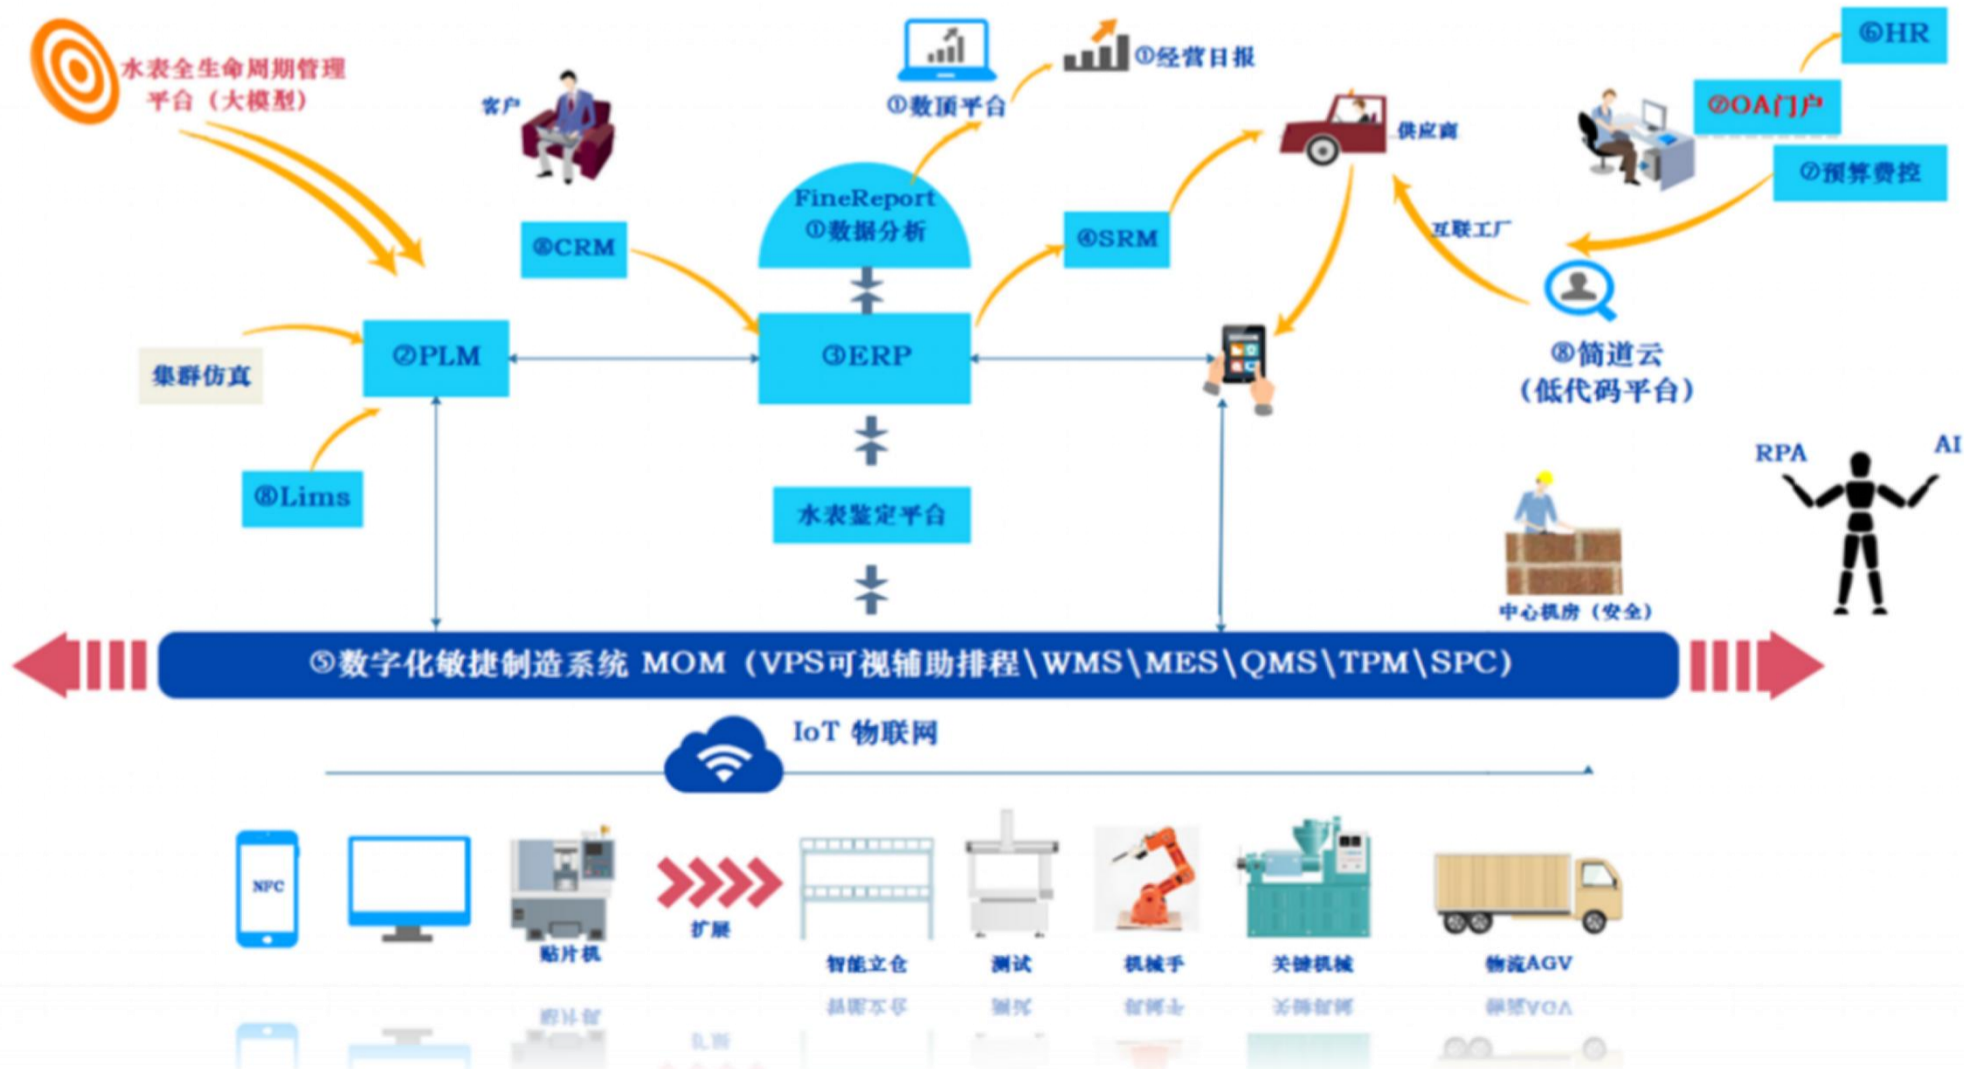 水表全生命周期管理
平台（大模型）
客户
①数顶平台
①经营日报
供应商
⑥HR
⑦OA门户
⑦预算费控
FineReport
①数据分析
⑧CRM
④SRM
互联工厂
②PLM
③ERP
集群仿真
⑧简道云
（低代码平台）
⑧Lims
水表鉴定平台
RPA
AI
中心机房（安全）
⑤数字化敏捷制造系统 MOM（VPS可视辅助排程\WMS\MES\QMS\TPM\SPC）
IoT 物联网
NFC
贴片机
扩展
智能立仓
测试
机械手
关键机械
物流AGV